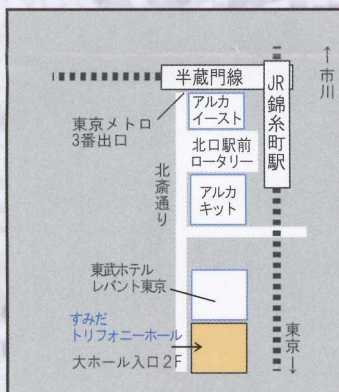 半蔵門線
JR錦糸町駅
↑市川
アルカ
イースト
東京メトロ
3番出口
北口駅前
ロータリー
北斎通り
アルカ
キット
東武ホテル
レバント東京
すみだ
トリフォニーホール
大ホール入口2F
東京↓